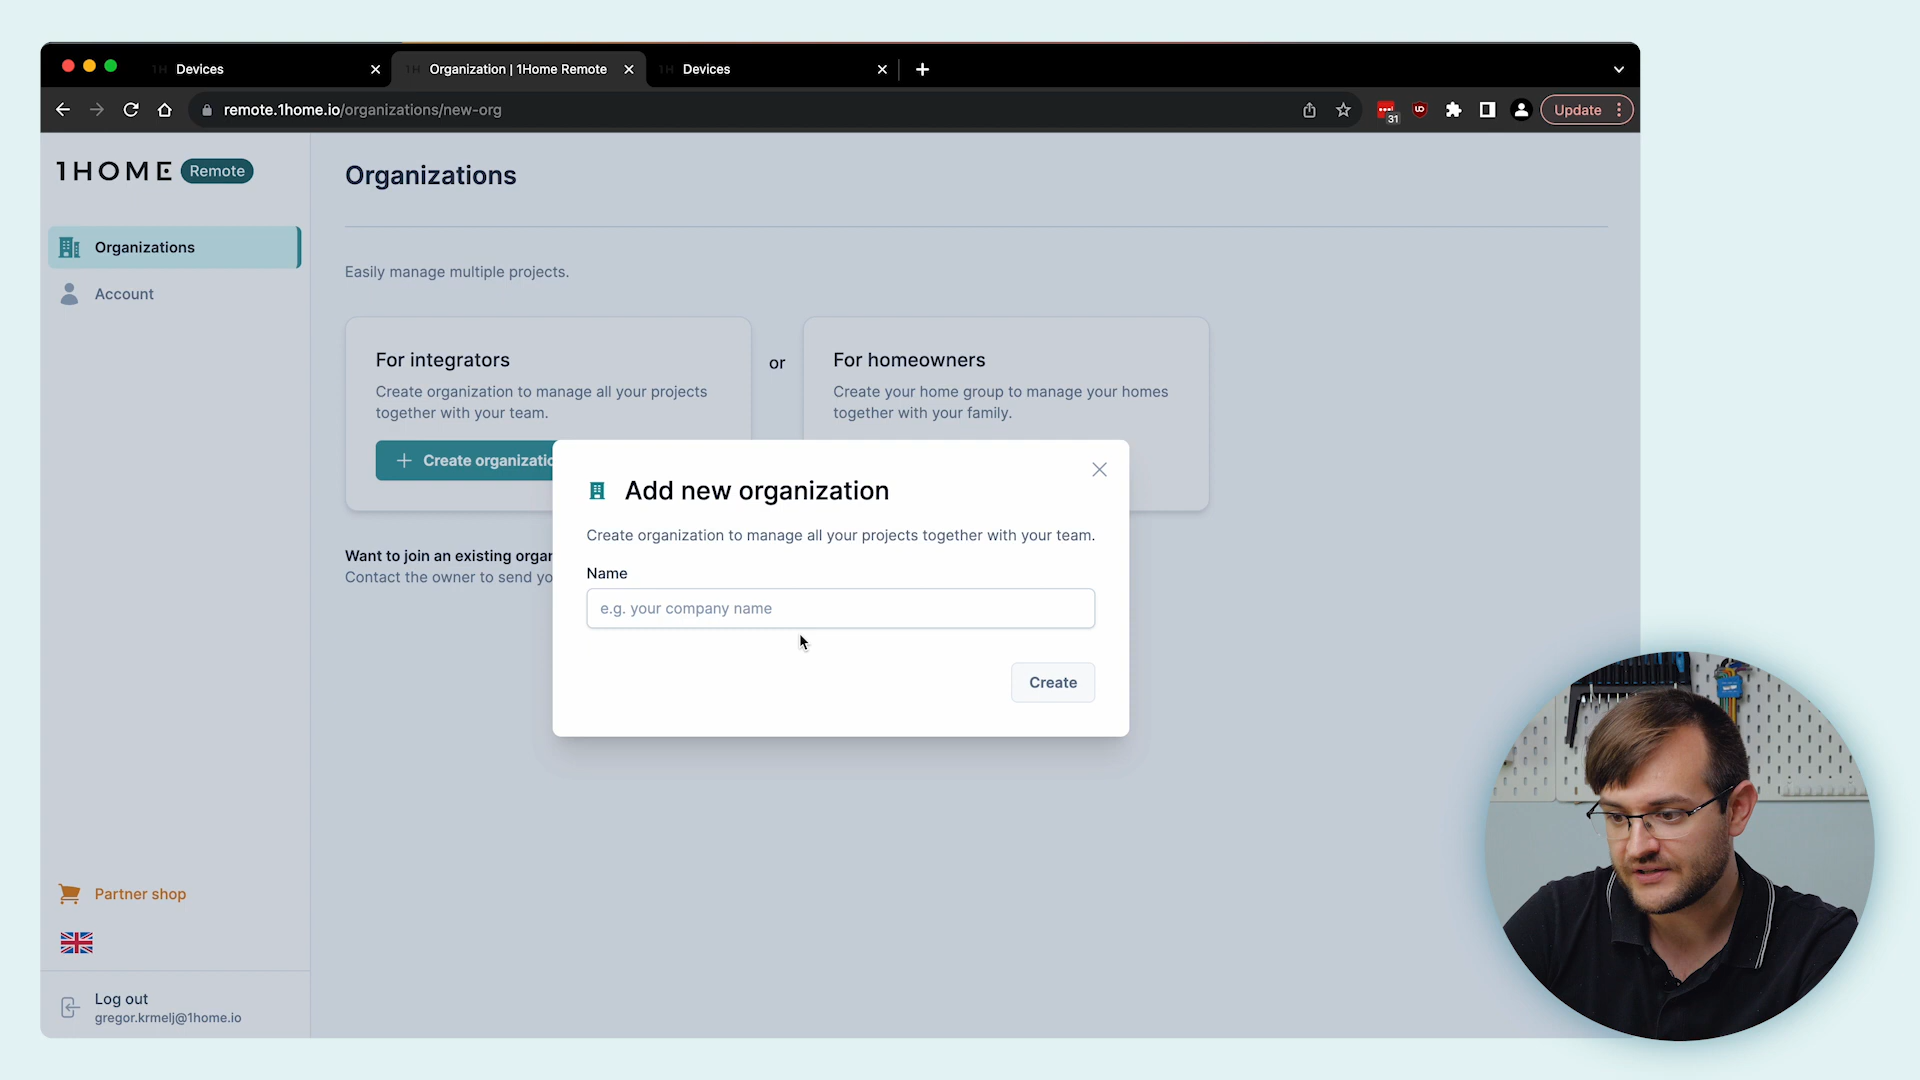 Devices
Organization | 1Home Remote
Devices
remote.1home.io/organizations/new-org
31
UD
Update
1HOME Remote
Organizations
Account
Organizations
Easily manage multiple projects.
For integrators
Create organization to manage all your projects
together with your team.
Create organizatio
or
For homeowners
Create your home group to manage your homes
together with your family.
Want to join an existing organ
Contact the owner to send yo
Add new organization
Create organization to manage all your projects together with your team.
Name
e.g. your company name
Create
Partner shop
Log out
gregor.krmelj@1home.io